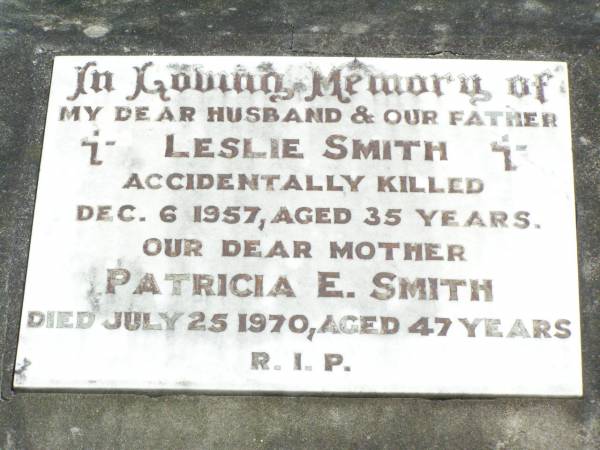 In Loving Memory of
MY DEAR HUSBAND & OUR FATHER
LESLIE SMITH
ACCIDENTALLY KILLED
DEC. 6 1957, AGED 35 YEARS.
OUR DEAR MOTHER
PATRICIA E. SMITH
DIED JULY 25 1970, AGED 47 YEARS
R. I. P.